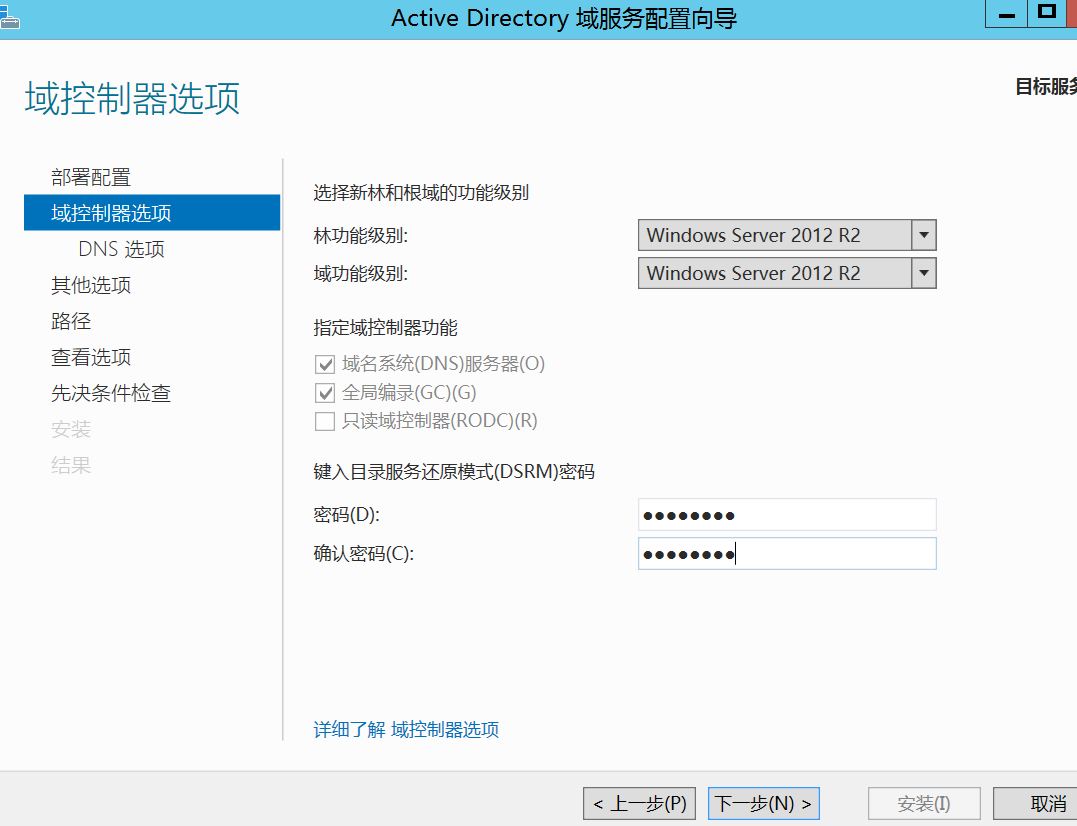 Active Directory 域服务配置向导
域控制器选项
目标服务
部署配置
域控制器选项
DNS 选项
其他选项
路径
查看选项
先决条件检查
安装
结果
选择新林和根域的功能级别
林功能级别: Windows Server 2012 R2
域功能级别: Windows Server 2012 R2
指定域控制器功能
域名系统(DNS)服务器(O)
全局编录(GC)(G)
只读域控制器(RODC)(R)
键入目录服务还原模式(DSRM)密码
密码(D): ●●●●●●●●
确认密码(C): ●●●●●●●●
详细了解 域控制器选项
< 上一步(P) 下一步(N) > 安装(I) 取消